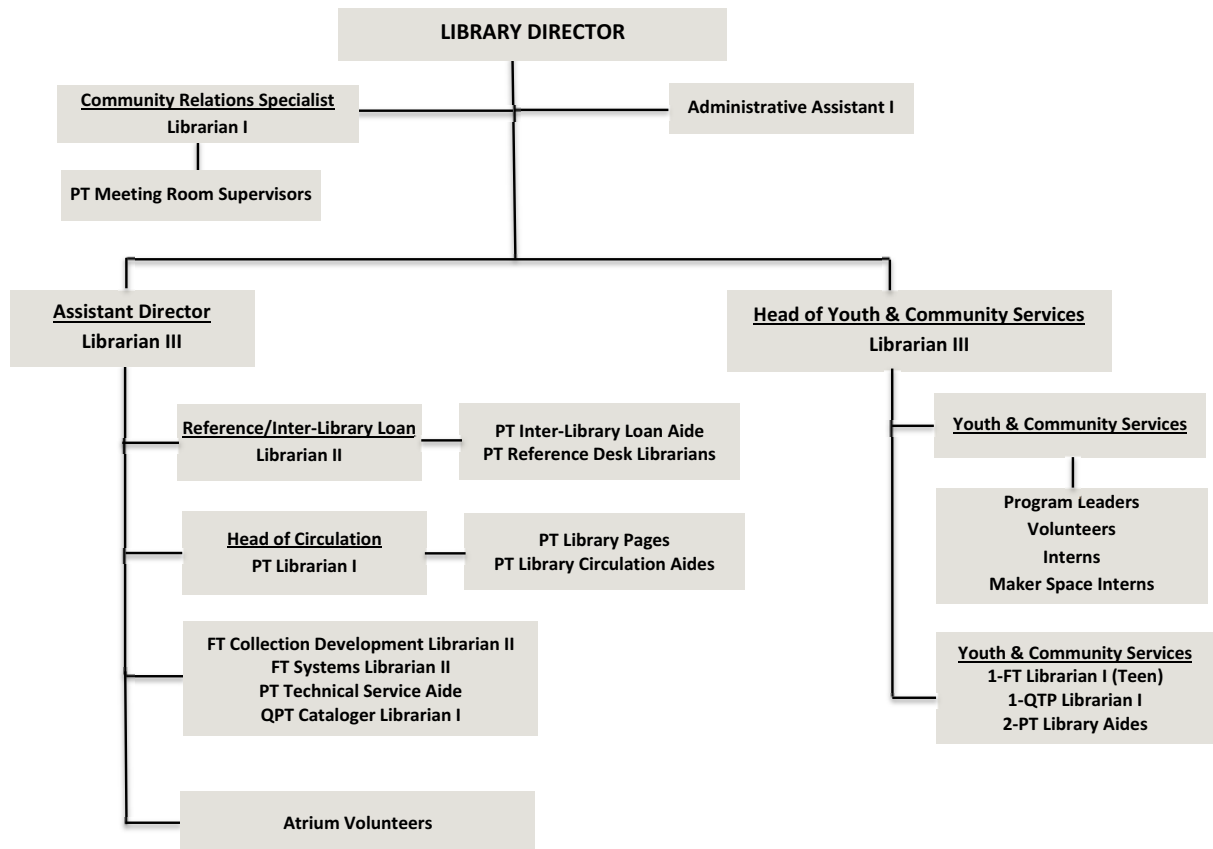 LIBRARY DIRECTOR
Community Relations Specialist
Librarian I
Administrative Assistant I
PT Meeting Room Supervisors
Assistant Director
Librarian III
Head of Youth & Community Services
Librarian III
Reference/Inter-Library Loan
Librarian II
PT Inter-Library Loan Aide
PT Reference Desk Librarians
Head of Circulation
PT Librarian I
PT Library Pages
PT Library Circulation Aides
FT Collection Development Librarian II
FT Systems Librarian II
PT Technical Service Aide
QPT Cataloger Librarian I
Atrium Volunteers
Youth & Community Services
Program Leaders
Volunteers
Interns
Maker Space Interns
Youth & Community Services
1-FT Librarian I (Teen)
1-QTP Librarian I
2-PT Library Aides